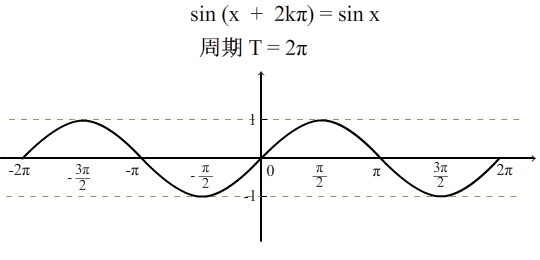 sin (x + 2kπ) = sin x
周期 T = 2π
1
-2π
-3π/2
-π
-π/2
0
π/2
π
3π/2
2π
-1